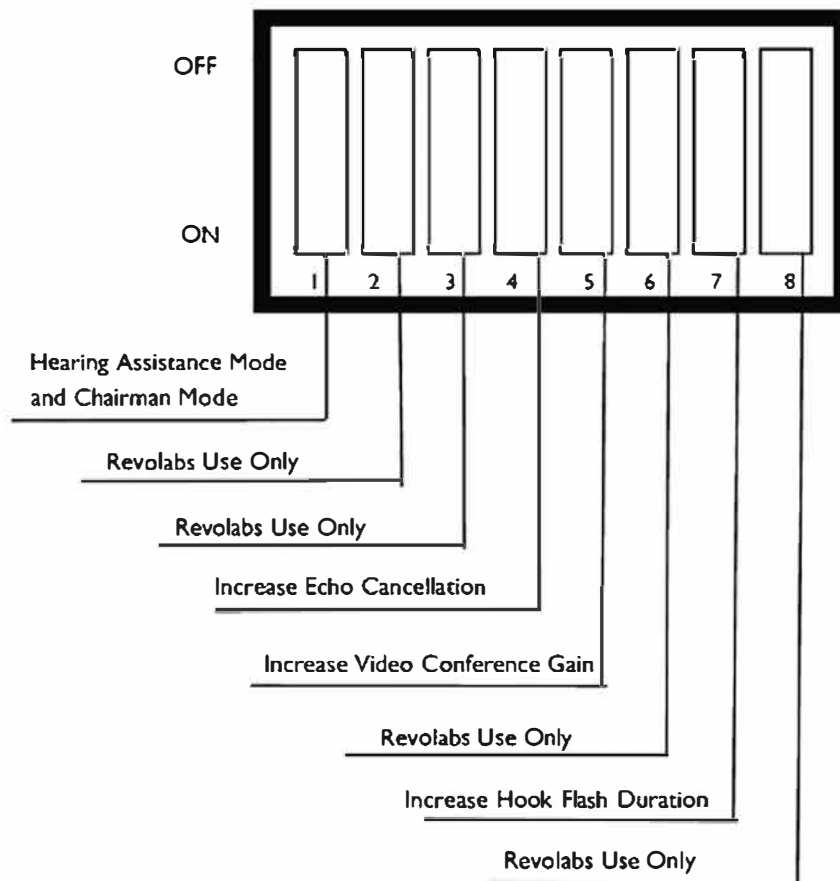 OFF
ON
1 2 3 4 5 6 7 8
Hearing Assistance Mode
and Chairman Mode
Revolabs Use Only
Revolabs Use Only
Increase Echo Cancellation
Increase Video Conference Gain
Revolabs Use Only
Increase Hook Flash Duration
Revolabs Use Only